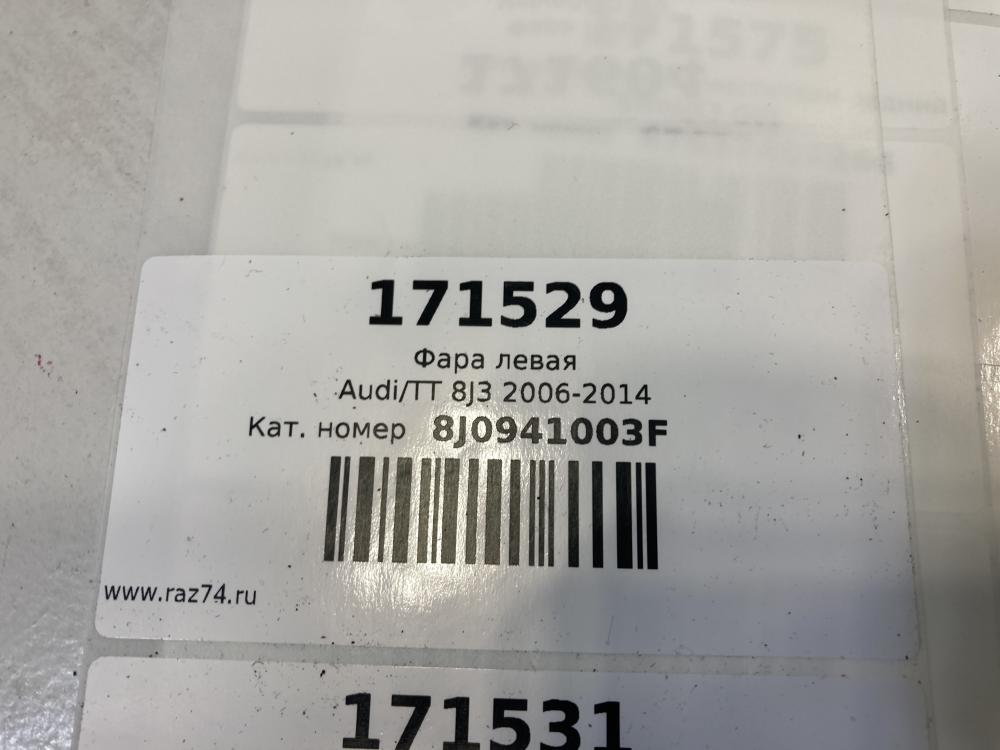 171529
Фара левая
Audi/TT 8J3 2006-2014
Кат. номер 8J0941003F
www.raz74.ru
171531